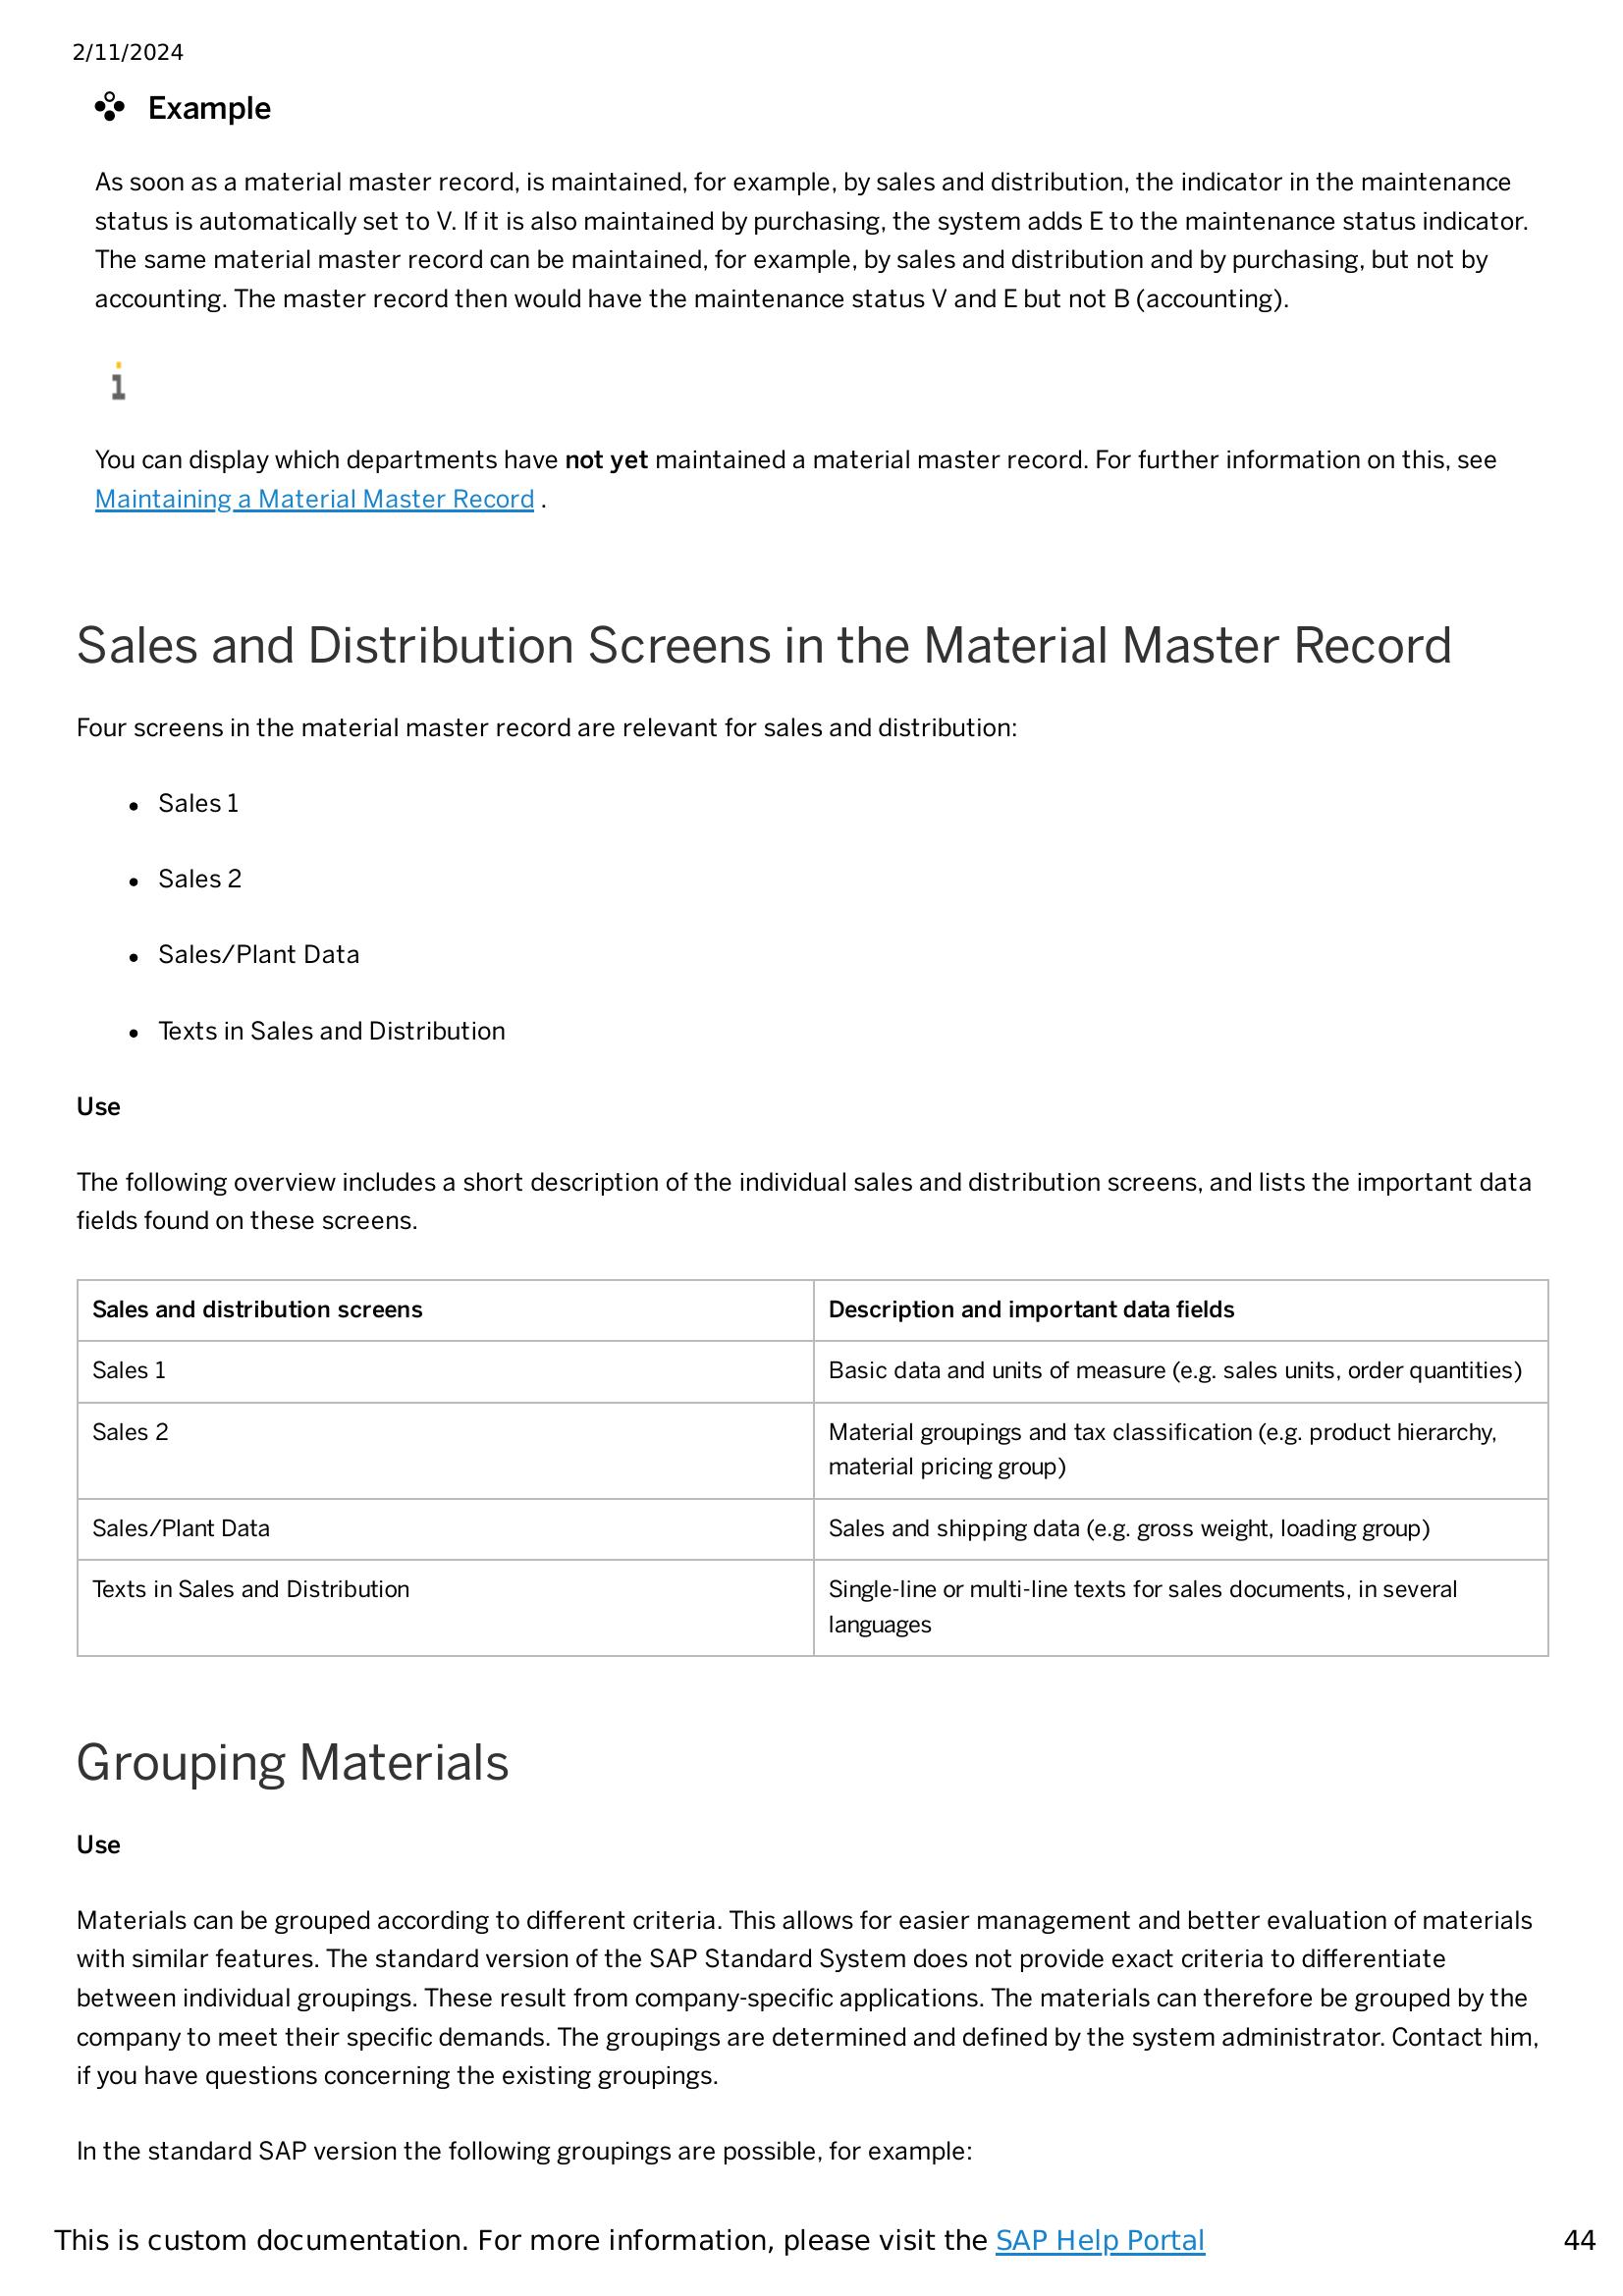 2/11/2024
Example
As soon as a material master record, is maintained, for example, by sales and distribution, the indicator in the maintenance
status is automatically set to V. If it is also maintained by purchasing, the system adds E to the maintenance status indicator.
The same material master record can be maintained, for example, by sales and distribution and by purchasing, but not by
accounting. The master record then would have the maintenance status V and E but not B (accounting).
You can display which departments have not yet maintained a material master record. For further information on this, see
Maintaining a Material Master Record .
Sales and Distribution Screens in the Material Master Record
Four screens in the material master record are relevant for sales and distribution:
• Sales 1
• Sales 2
• Sales/Plant Data
• Texts in Sales and Distribution
Use
The following overview includes a short description of the individual sales and distribution screens, and lists the important data
fields found on these screens.
Sales and distribution screens
Description and important data fields
Sales 1
Basic data and units of measure (e.g. sales units, order quantities)
Sales 2
Material groupings and tax classification (e.g. product hierarchy,
material pricing group)
Sales/Plant Data
Sales and shipping data (e.g. gross weight, loading group)
Texts in Sales and Distribution
Single-line or multi-line texts for sales documents, in several
languages
Grouping Materials
Use
Materials can be grouped according to different criteria. This allows for easier management and better evaluation of materials
with similar features. The standard version of the SAP Standard System does not provide exact criteria to differentiate
between individual groupings. These result from company-specific applications. The materials can therefore be grouped by the
company to meet their specific demands. The groupings are determined and defined by the system administrator. Contact him,
if you have questions concerning the existing groupings.
In the standard SAP version the following groupings are possible, for example:
This is custom documentation. For more information, please visit the SAP Help Portal
44